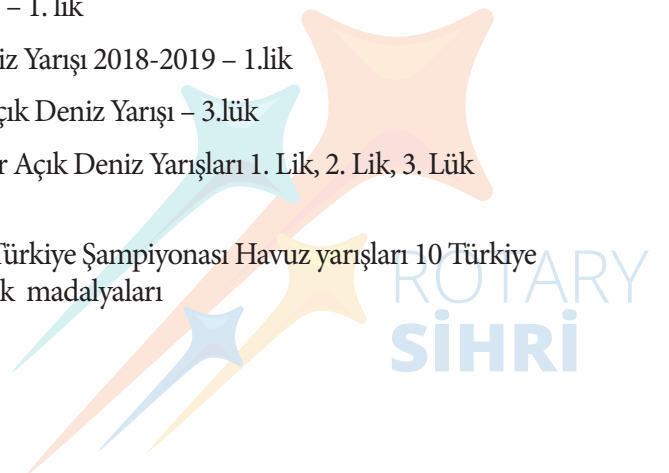 – 1. lik
iz Yarışı 2018-2019 – 1.lik
çık Deniz Yarışı – 3.lük
r Açık Deniz Yarışları 1. Lik, 2. Lik, 3. Lük
Türkiye Şampiyonası Havuz yarışları 10 Türkiye
k madalyaları
ROTARY
SİHRİ